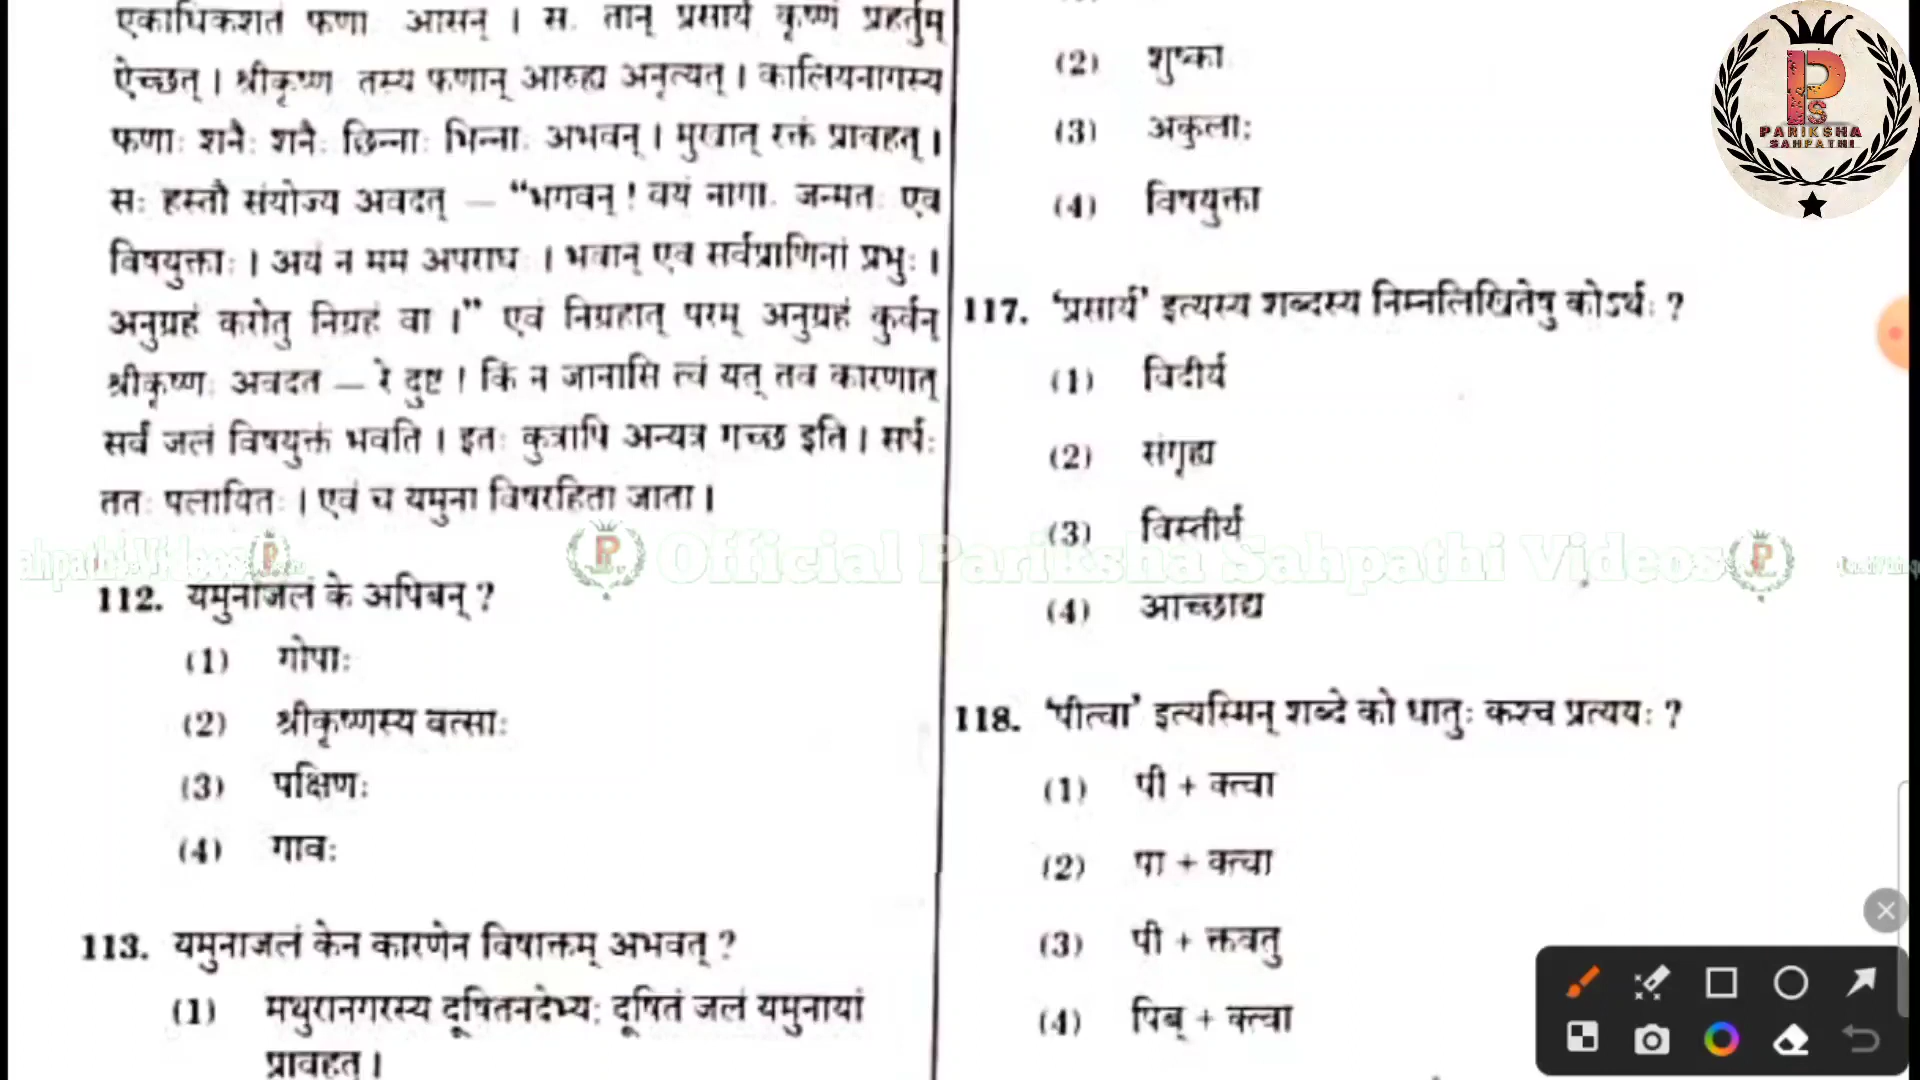 एकाधिकशतं फणा आसन् । स. तान् प्रसार्य कृष्णं प्रहर्तुम्
ऐच्छत् । श्रीकृष्ण तस्य फणान् आरुह्य अनृत्यत् । कालियनागस्य
फणाः शनैः शनैः छिन्नाः भिन्नाः अभवन् । मुखात् रक्तं प्रावहत् ।
सः हस्तौ संयोज्य अवदत् – “भगवन् ! वयं नागा. जन्मतः एव
विषयुक्ताः । अयं न मम अपराधः । भवान् एव सर्वप्राणिनां प्रभुः ।
अनुग्रहं करोतु निग्रहं वा ।” एवं निग्रहात् परम् अनुग्रहं कुर्वन्
श्रीकृष्णः अवदत – रे दुष्ट ! किं न जानासि त्वं यत् तव कारणात्
सर्वं जलं विषयुक्तं भवति । इतः कुत्रापि अन्यत्र गच्छ इति । सर्पः
ततः पलायितः । एवं च यमुना विषरहिता जाता ।
112. यमुनाजलं के अपिबन् ?
(1) गोपाः
(2) श्रीकृष्णस्य वत्साः
(3) पक्षिणः
(4) गावः
113. यमुनाजलं केन कारणेन विषाक्तम् अभवत् ?
(1) मथुरानगरस्य दूषितनदेभ्यः दूषितं जलं यमुनायां
प्रावहत् ।
(2) शुष्का
(3) अकुलाः
(4) विषयुक्ता
117. ‘प्रसार्य’ इत्यस्य शब्दस्य निम्नलिखितेषु कोऽर्थः ?
(1) विदीर्य
(2) संगृह्य
(3) विस्तीर्य
(4) आच्छाद्य
118. ‘पीत्वा’ इत्यस्मिन् शब्दे को धातुः कश्च प्रत्ययः ?
(1) पी + क्त्वा
(2) पा + क्त्वा
(3) पी + क्तवतु
(4) पिब् + क्त्वा
PS
PARIKSHA
SAHPATHI
ahpathi Videos
Official Pariksha Sahpathi Videos